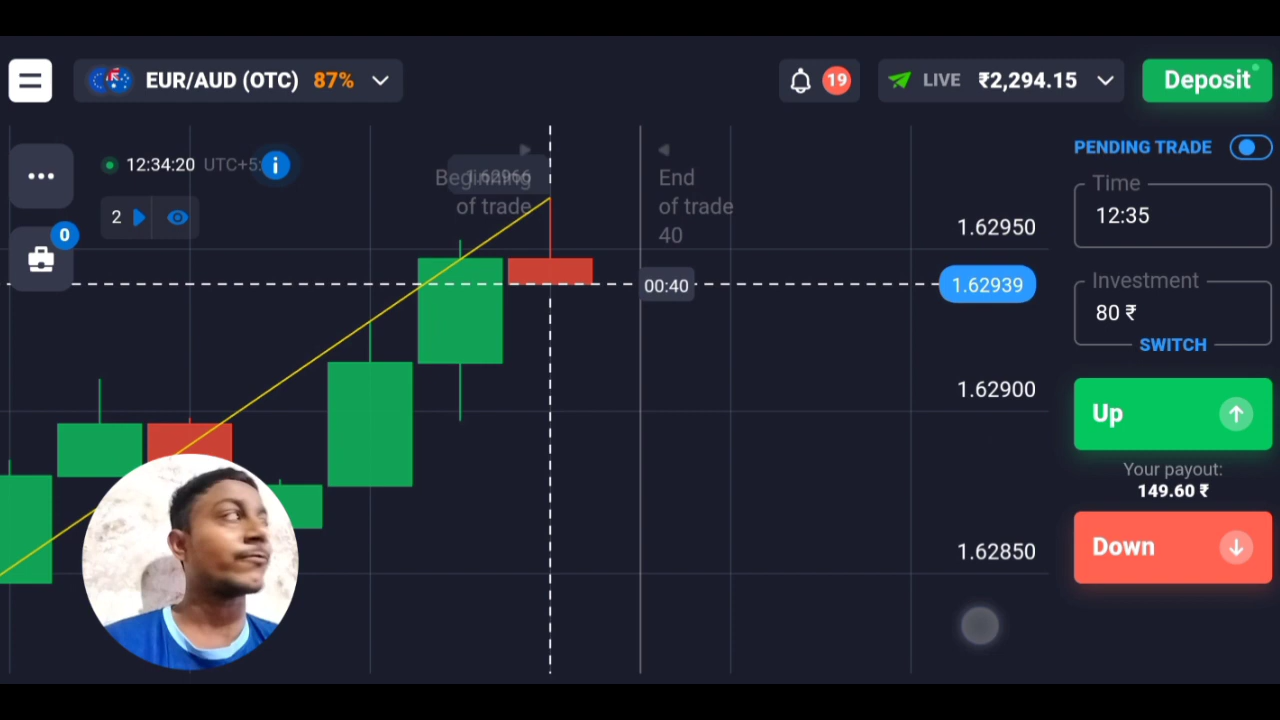 EUR/AUD (OTC) 87%
19
LIVE ₹2,294.15
Deposit
12:34:20 UTC+5:
i
2
0
Beginning
of trade
1.62966
End
of trade
40
00:40
1.62950
1.62939
1.62900
1.62850
PENDING TRADE
Time
12:35
Investment
80 ₹
SWITCH
Up
Your payout:
149.60 ₹
Down